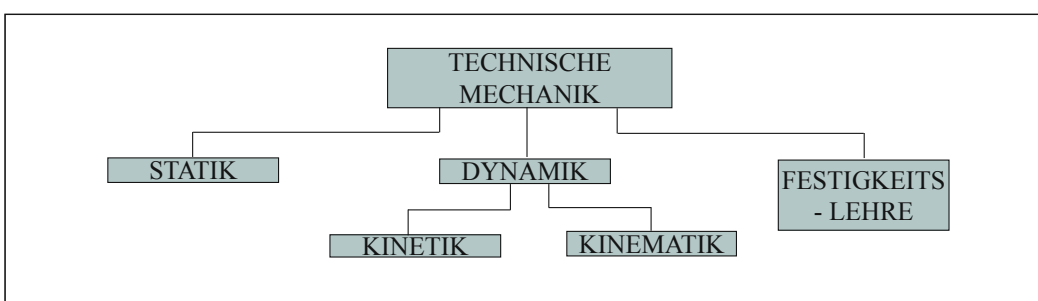 TECHNISCHE
MECHANIK
STATIK
DYNAMIK
FESTIGKEITS
- LEHRE
KINETIK
KINEMATIK